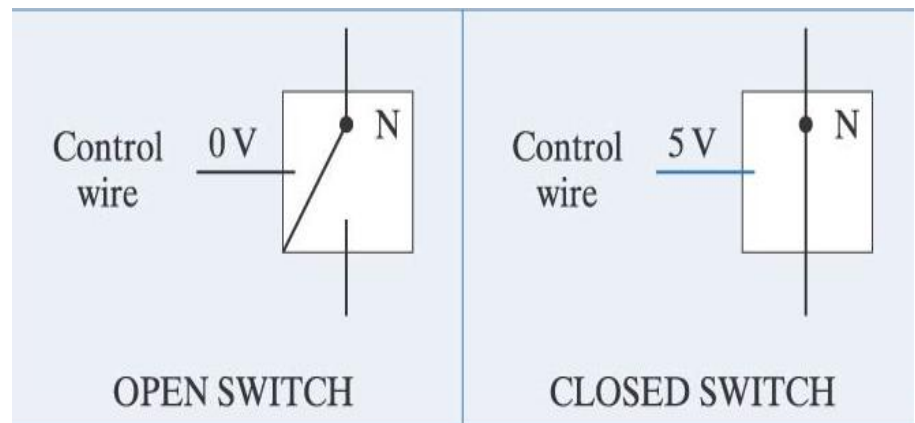 Control
wire
0 V
N
OPEN SWITCH
Control
wire
5 V
N
CLOSED SWITCH